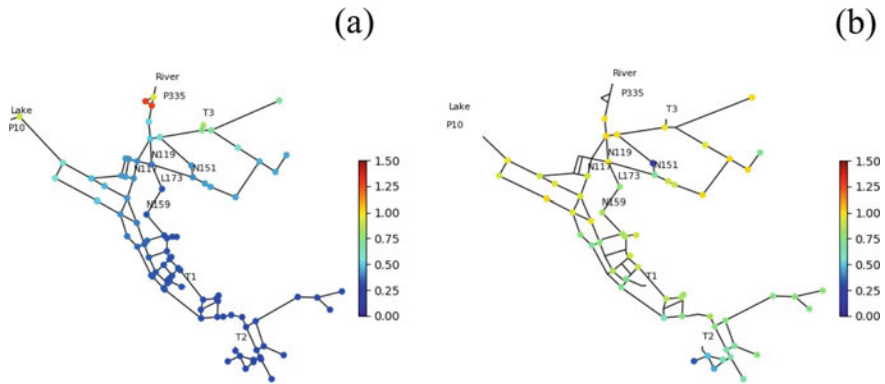 (a)
River
P335
Lake
P10
T3
N119
N117
N151
L173
N159
T1
T2
1.50
1.25
1.00
0.75
0.50
0.25
0.00
(b)
River
P335
Lake
P10
T3
N119
N117
N151
L173
N159
T1
T2
1.50
1.25
1.00
0.75
0.50
0.25
0.00